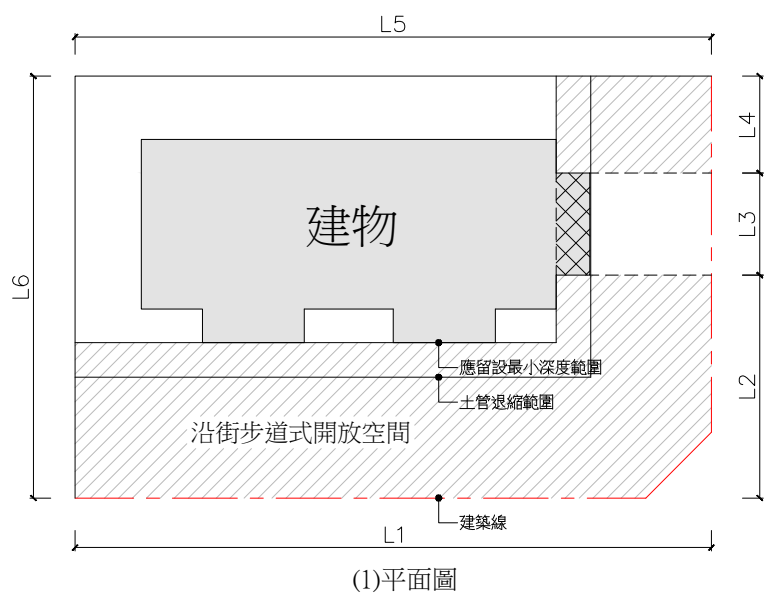 L5
L4
L3
建物
L6
應留設最小深度範圍
L2
土管退縮範圍
沿街步道式開放空間
建築線
L1
(1)平面圖